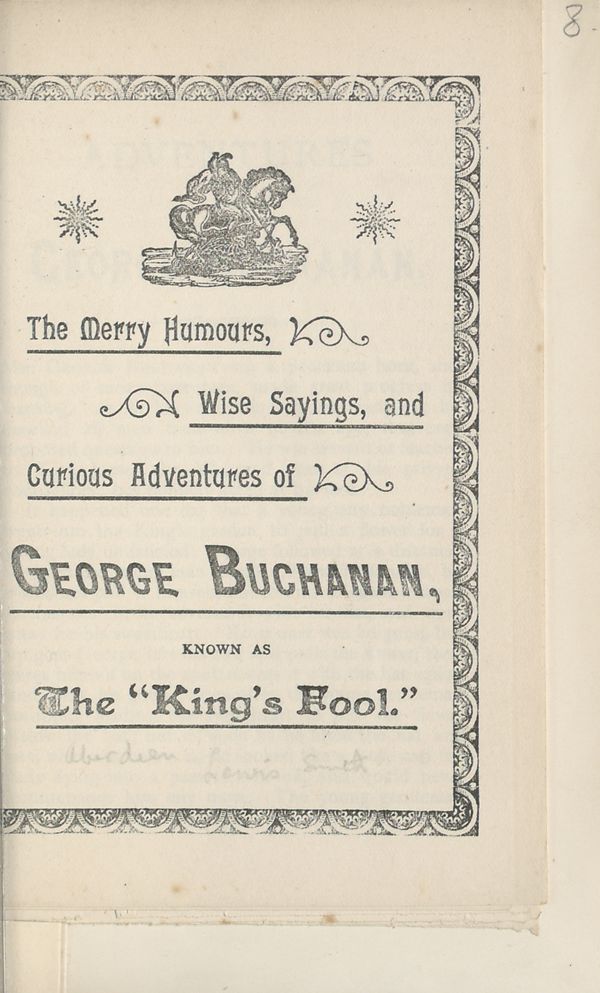 8.
The Merry Humours,
Wise Sayings, and
Curious Adventures of
GEORGE BUCHANAN,
KNOWN AS
The "King's Fool."
Aberdeen
Lewis Smith